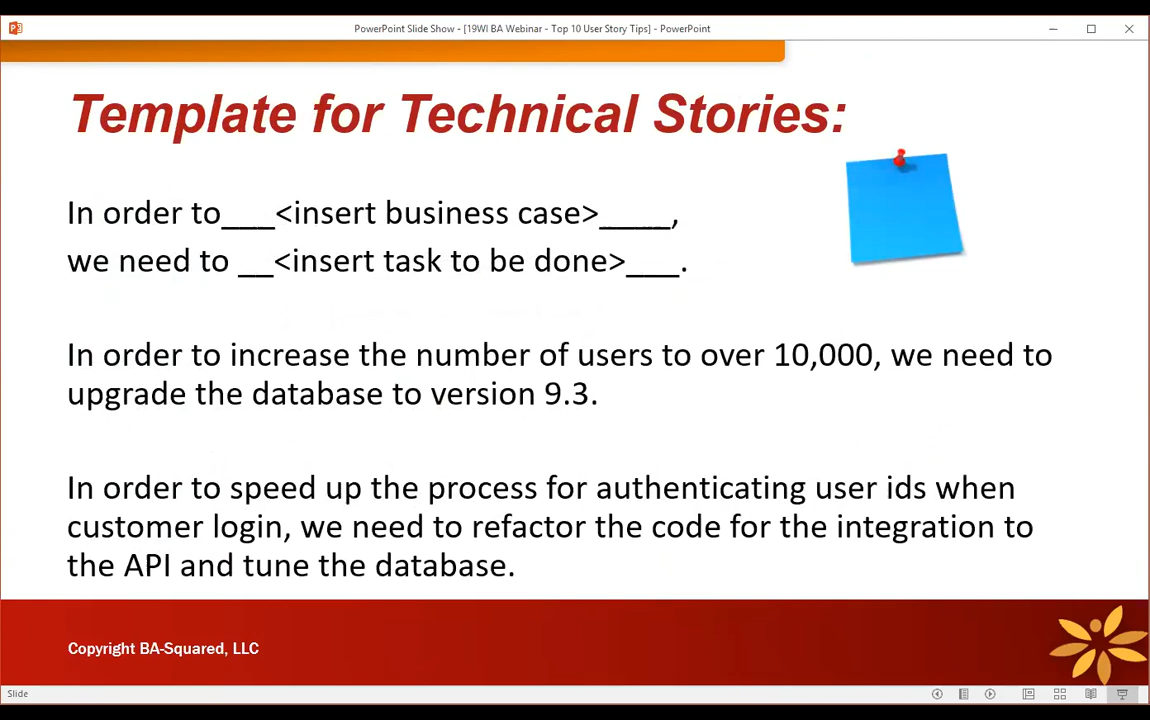 PowerPoint Slide Show - [19WI BA Webinar - Top 10 User Story Tips] - PowerPoint
Template for Technical Stories:
In order to___<insert business case>____,
we need to __<insert task to be done>___.
In order to increase the number of users to over 10,000, we need to
upgrade the database to version 9.3.
In order to speed up the process for authenticating user ids when
customer login, we need to refactor the code for the integration to
the API and tune the database.
Copyright BA-Squared, LLC
Slide